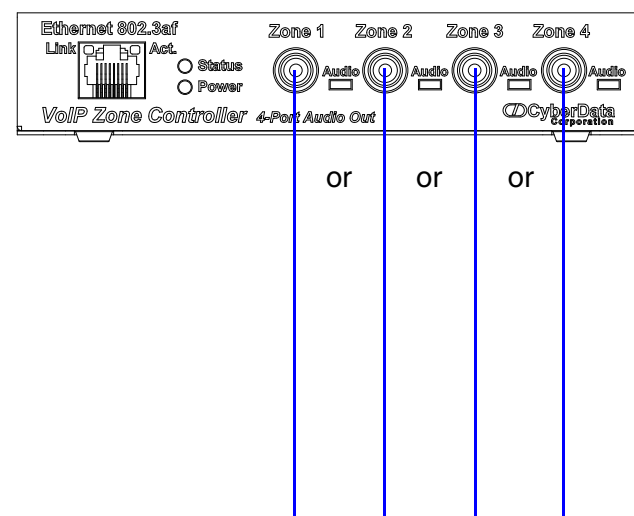 Ethernet 802.3af
Link Act.
Status
Power
Zone 1 Zone 2 Zone 3 Zone 4
Audio Audio Audio Audio
VoIP Zone Controller 4-Port Audio Out
CyberData
Corporation
or or or